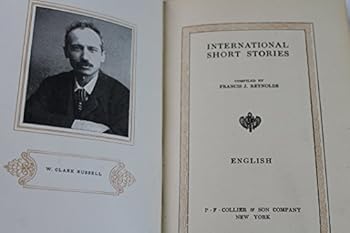 W. CLARK RUSSELL
INTERNATIONAL
SHORT STORIES
COMPILED BY
FRANCIS J. REYNOLDS
ENGLISH
P · F · COLLIER & SON COMPANY
NEW YORK